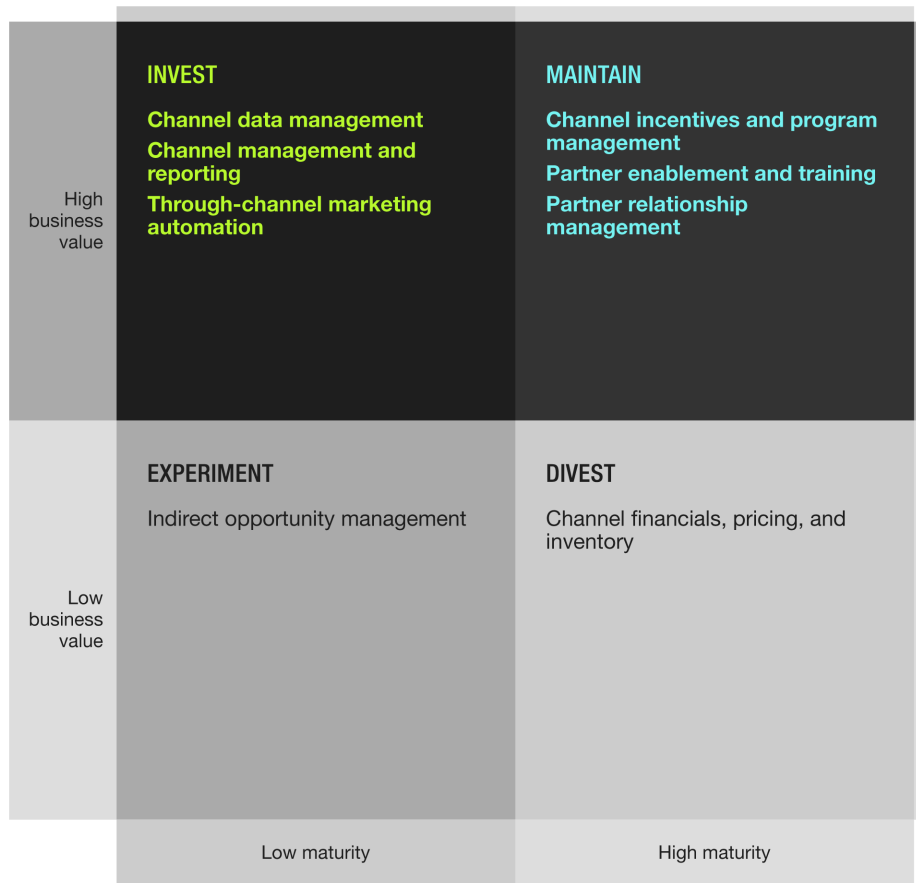 INVEST
Channel data management
Channel management and
reporting
Through-channel marketing
automation
MAINTAIN
Channel incentives and program
management
Partner enablement and training
Partner relationship
management
High
business
value
EXPERIMENT
Indirect opportunity management
DIVEST
Channel financials, pricing, and
inventory
Low
business
value
Low maturity
High maturity